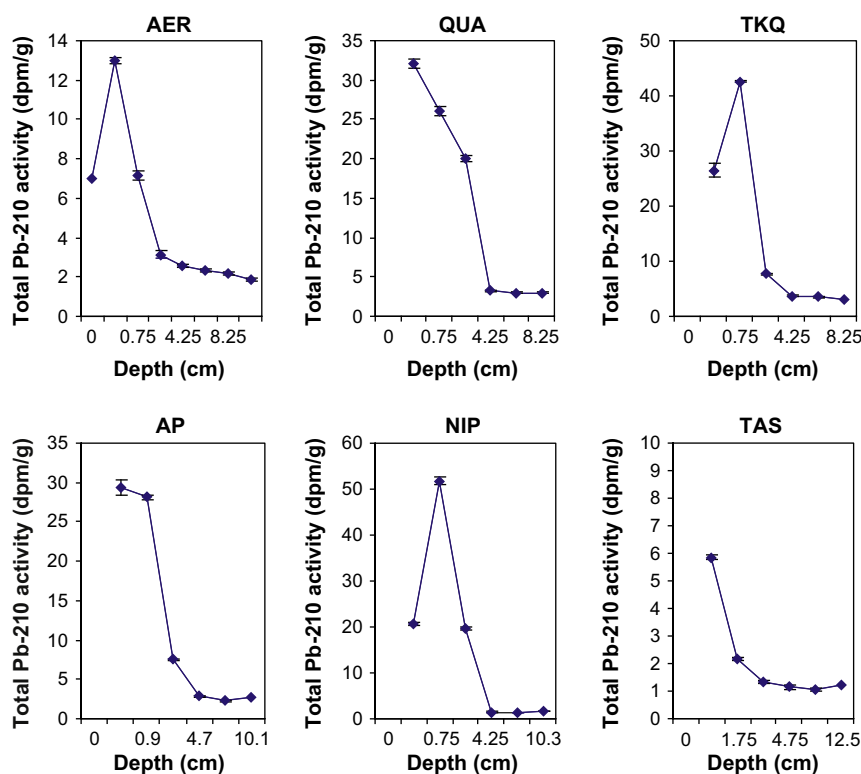 AER
Total Pb-210 activity (dpm/g)
14
12
10
8
6
4
2
0
0 0.75 4.25 8.25
Depth (cm)
QUA
Total Pb-210 activity (dpm/g)
35
30
25
20
15
10
5
0
0 0.75 4.25 8.25
Depth (cm)
TKQ
Total Pb-210 activity (dpm/g)
50
40
30
20
10
0
0 0.75 4.25 8.25
Depth (cm)
AP
Total Pb-210 activity (dpm/g)
35
30
25
20
15
10
5
0
0 0.9 4.7 10.1
Depth (cm)
NIP
Total Pb-210 activity (dpm/g)
60
50
40
30
20
10
0
0 0.75 4.25 10.3
Depth (cm)
TAS
Total Pb-210 activity (dpm/g)
10
9
8
7
6
5
4
3
2
1
0
0 1.75 4.75 12.5
Depth (cm)